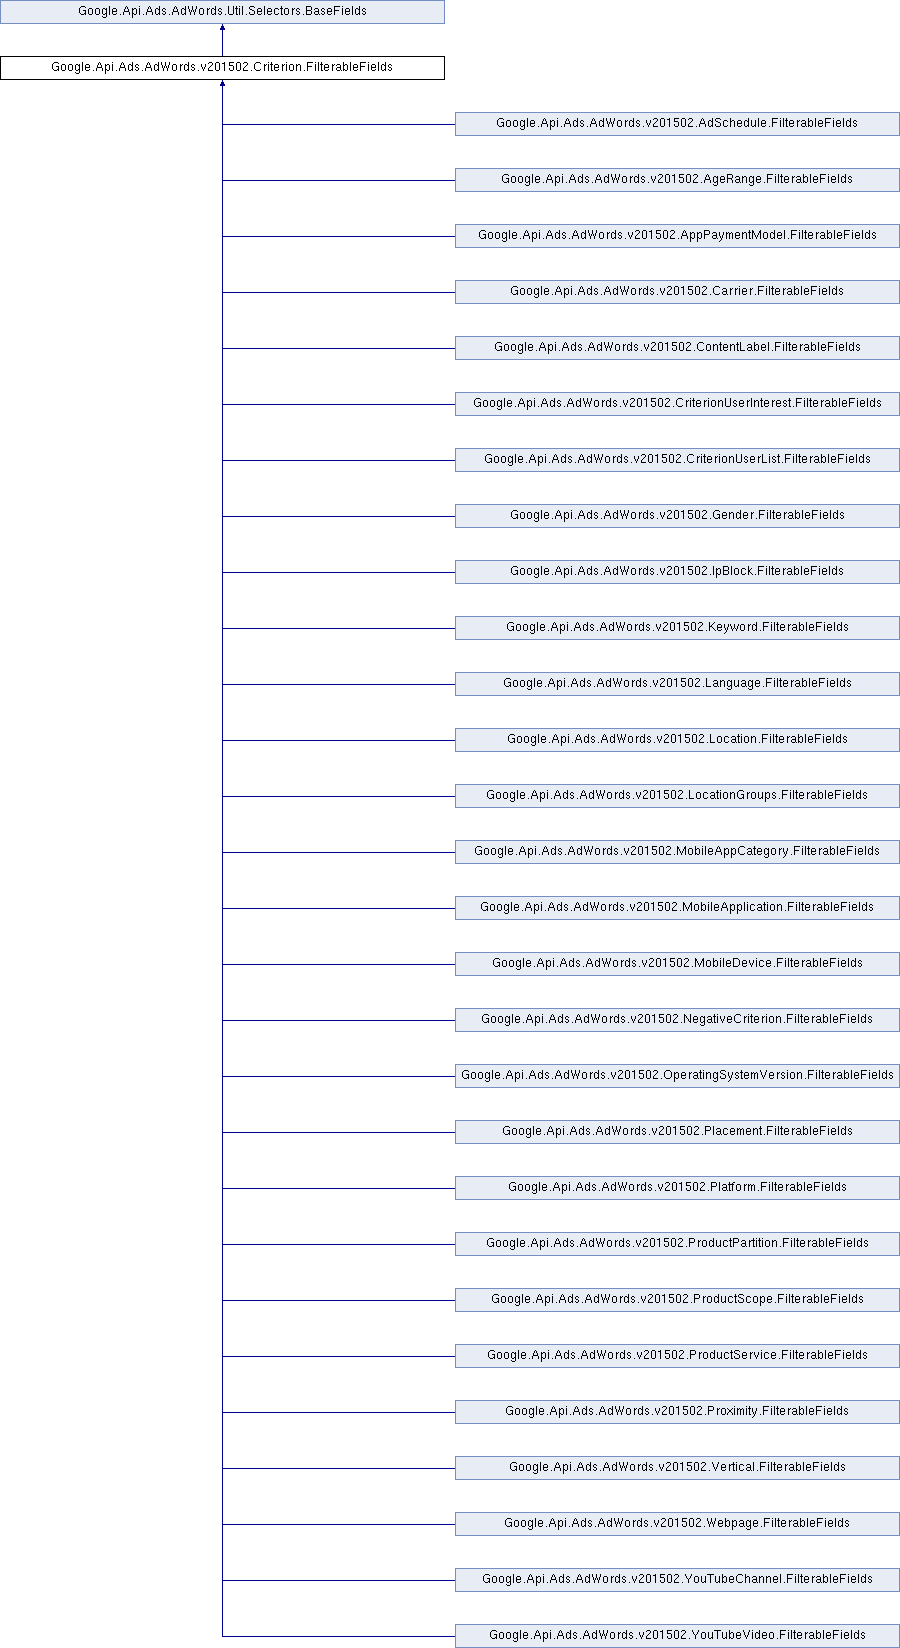 Google.Api.Ads.AdWords.Util.Selectors.BaseFields
Google.Api.Ads.AdWords.v201502.Criterion.FilterableFields
Google.Api.Ads.AdWords.v201502.AdSchedule.FilterableFields
Google.Api.Ads.AdWords.v201502.AgeRange.FilterableFields
Google.Api.Ads.AdWords.v201502.AppPaymentModel.FilterableFields
Google.Api.Ads.AdWords.v201502.Carrier.FilterableFields
Google.Api.Ads.AdWords.v201502.ContentLabel.FilterableFields
Google.Api.Ads.AdWords.v201502.CriterionUserInterest.FilterableFields
Google.Api.Ads.AdWords.v201502.CriterionUserList.FilterableFields
Google.Api.Ads.AdWords.v201502.Gender.FilterableFields
Google.Api.Ads.AdWords.v201502.IpBlock.FilterableFields
Google.Api.Ads.AdWords.v201502.Keyword.FilterableFields
Google.Api.Ads.AdWords.v201502.Language.FilterableFields
Google.Api.Ads.AdWords.v201502.Location.FilterableFields
Google.Api.Ads.AdWords.v201502.LocationGroups.FilterableFields
Google.Api.Ads.AdWords.v201502.MobileAppCategory.FilterableFields
Google.Api.Ads.AdWords.v201502.MobileApplication.FilterableFields
Google.Api.Ads.AdWords.v201502.MobileDevice.FilterableFields
Google.Api.Ads.AdWords.v201502.NegativeCriterion.FilterableFields
Google.Api.Ads.AdWords.v201502.OperatingSystemVersion.FilterableFields
Google.Api.Ads.AdWords.v201502.Placement.FilterableFields
Google.Api.Ads.AdWords.v201502.Platform.FilterableFields
Google.Api.Ads.AdWords.v201502.ProductPartition.FilterableFields
Google.Api.Ads.AdWords.v201502.ProductScope.FilterableFields
Google.Api.Ads.AdWords.v201502.ProductService.FilterableFields
Google.Api.Ads.AdWords.v201502.Proximity.FilterableFields
Google.Api.Ads.AdWords.v201502.Vertical.FilterableFields
Google.Api.Ads.AdWords.v201502.Webpage.FilterableFields
Google.Api.Ads.AdWords.v201502.YouTubeChannel.FilterableFields
Google.Api.Ads.AdWords.v201502.YouTubeVideo.FilterableFields